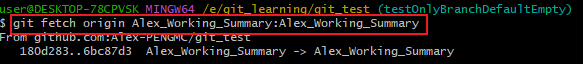 user@DESKTOP-78CPVSK MINGW64 /e/git_learning/git_test (testOnlyBranchDefaultEmpty)
$ git fetch origin Alex_Working_Summary:Alex_Working_Summary
From github.com:Alex-PENGMC/git_test
   180d283..6bc87d3  Alex_Working_Summary -> Alex_Working_Summary